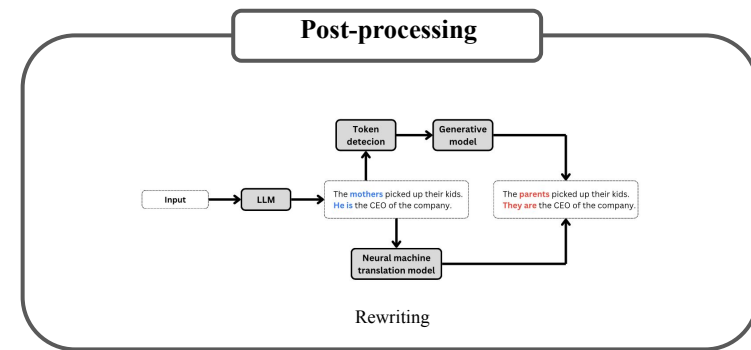 Post-processing
Token
detecion
Generative
model
Input
LLM
The mothers picked up their kids.
He is the CEO of the company.
The parents picked up their kids.
They are the CEO of the company.
Neural machine
translation model
Rewriting